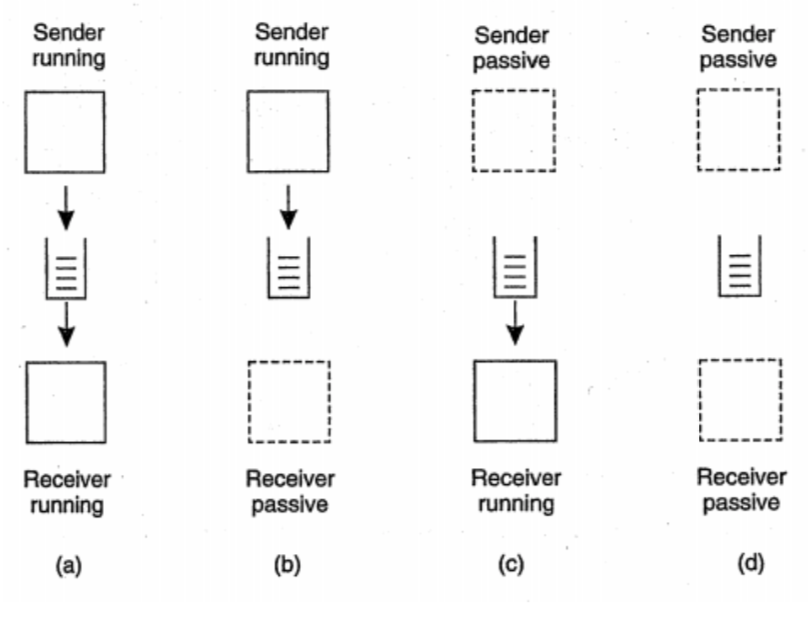 Sender
running
Sender
running
Sender
passive
Sender
passive
Receiver
running
Receiver
passive
Receiver
running
Receiver
passive
(a)
(b)
(c)
(d)